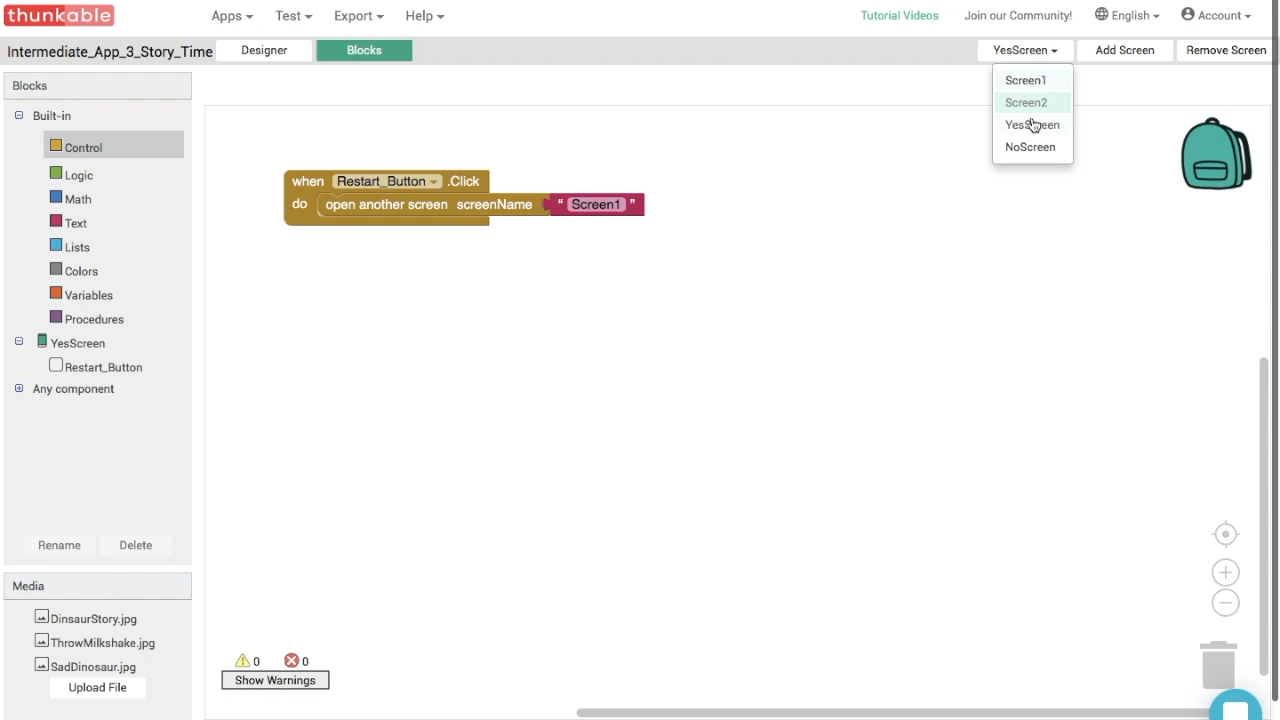 thunkable
Apps Test Export Help Tutorial Videos Join our Community! English Account
Intermediate_App_3_Story_Time Designer Blocks YesScreen Add Screen Remove Screen
Screen1
Screen2
YesScreen
NoScreen
Blocks
Built-in
Control
Logic
Math
Text
Lists
Colors
Variables
Procedures
YesScreen
Restart_Button
Any component
Rename Delete
Media
DinsaurStory.jpg
ThrowMilkshake.jpg
SadDinosaur.jpg
Upload File
when Restart_Button .Click
do open another screen screenName “ Screen1 ”
0 0
Show Warnings